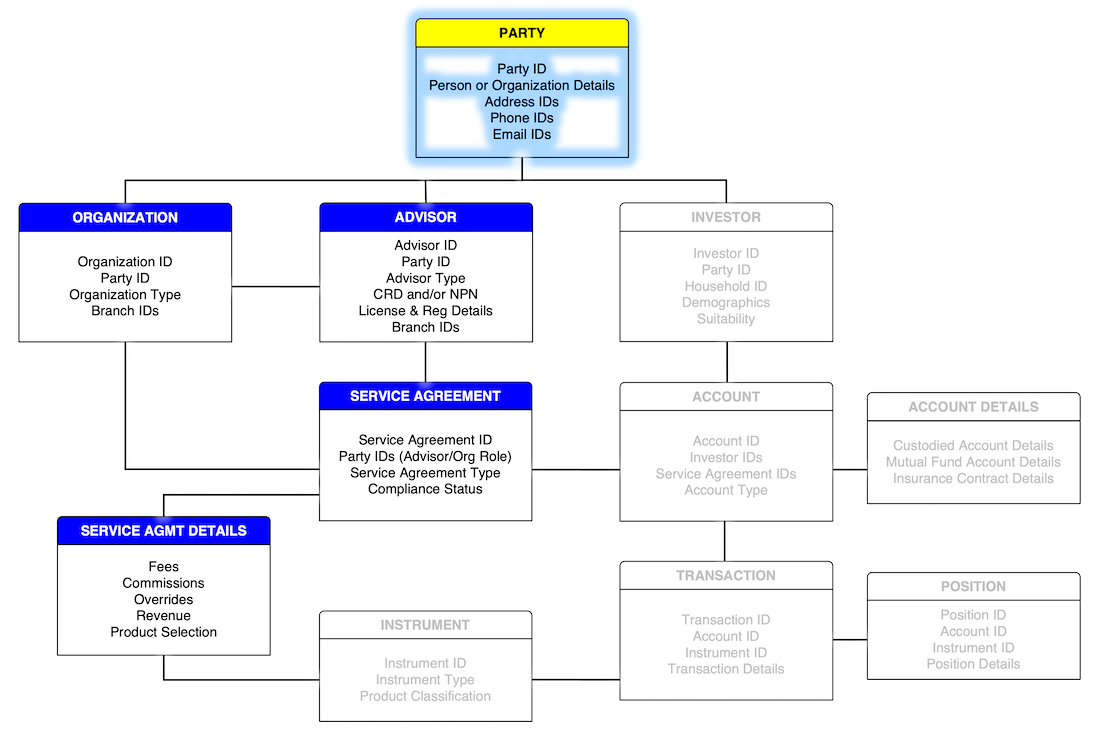 PARTY
Party ID
Person or Organization Details
Address IDs
Phone IDs
Email IDs
ORGANIZATION
Organization ID
Party ID
Organization Type
Branch IDs
ADVISOR
Advisor ID
Party ID
Advisor Type
CRD and/or NPN
License & Reg Details
Branch IDs
INVESTOR
Investor ID
Party ID
Household ID
Demographics
Suitability
SERVICE AGREEMENT
Service Agreement ID
Party IDs (Advisor/Org Role)
Service Agreement Type
Compliance Status
ACCOUNT
Account ID
Investor IDs
Service Agreement IDs
Account Type
ACCOUNT DETAILS
Custodied Account Details
Mutual Fund Account Details
Insurance Contract Details
SERVICE AGMT DETAILS
Fees
Commissions
Overrides
Revenue
Product Selection
INSTRUMENT
Instrument ID
Instrument Type
Product Classification
TRANSACTION
Transaction ID
Account ID
Instrument ID
Transaction Details
POSITION
Position ID
Account ID
Instrument ID
Position Details